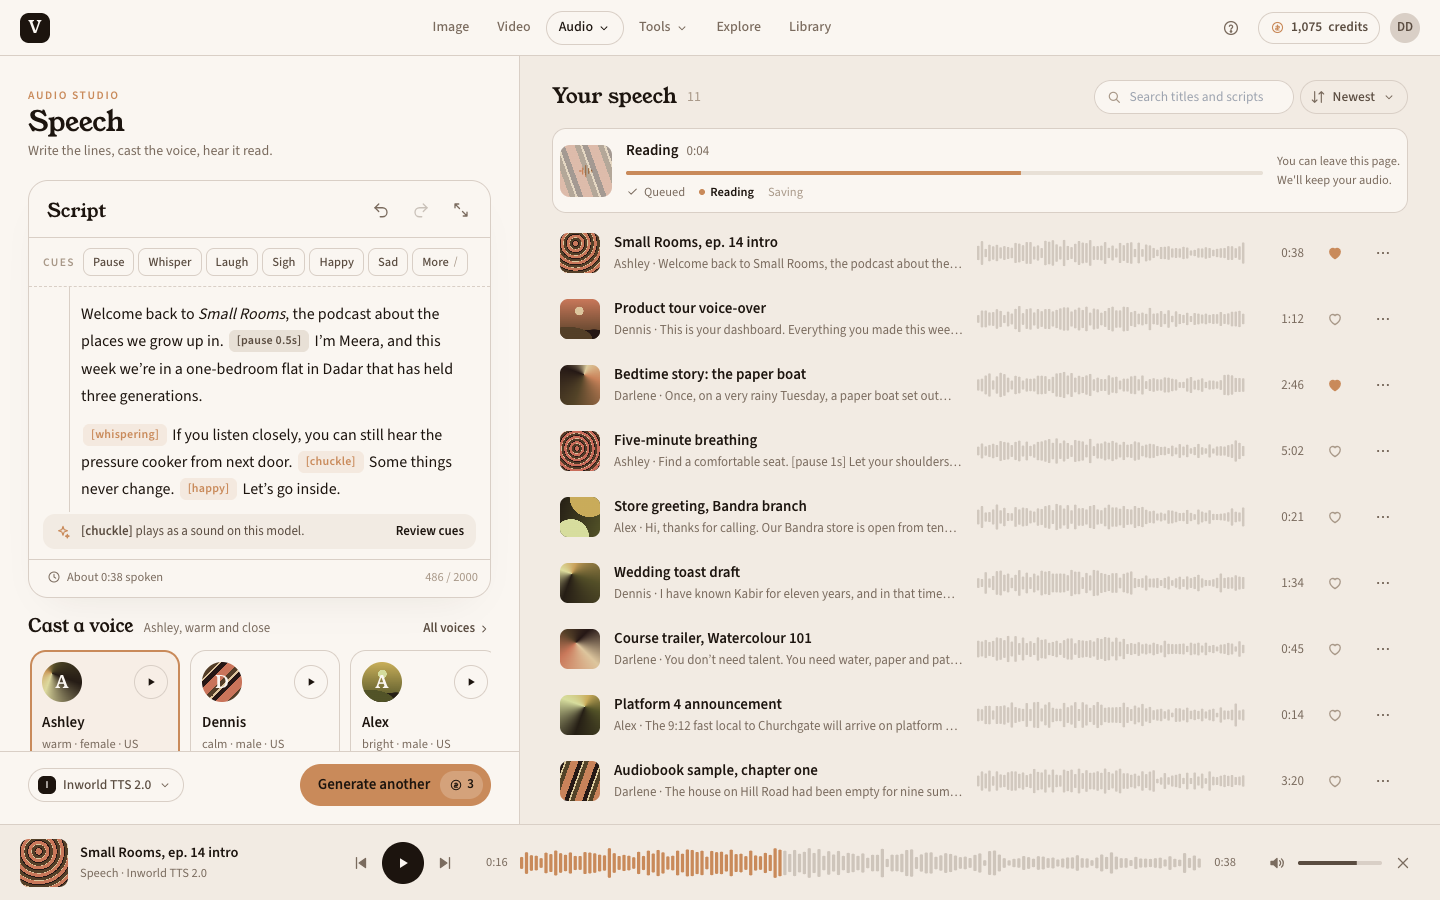 V
Image Video Audio Tools Explore Library
1,075 credits
DD
AUDIO STUDIO
Speech
Write the lines, cast the voice, hear it read.
Script
CUES Pause Whisper Laugh Sigh Happy Sad More /
Welcome back to Small Rooms, the podcast about the
places we grow up in. [pause 0.5s] I’m Meera, and this
week we’re in a one-bedroom flat in Dadar that has held
three generations.
[whispering] If you listen closely, you can still hear the
pressure cooker from next door. [chuckle] Some things
never change. [happy] Let’s go inside.
[chuckle] plays as a sound on this model. Review cues
About 0:38 spoken 486 / 2000
Cast a voice Ashley, warm and close All voices
A
Ashley
warm · female · US
D
Dennis
calm · male · US
A
Alex
bright · male · US
I Inworld TTS 2.0
Generate another 3
Your speech 11
Search titles and scripts
Newest
Reading 0:04
Queued Reading Saving
You can leave this page.
We'll keep your audio.
Small Rooms, ep. 14 intro
Ashley · Welcome back to Small Rooms, the podcast about the…
0:38
Product tour voice-over
Dennis · This is your dashboard. Everything you made this wee…
1:12
Bedtime story: the paper boat
Darlene · Once, on a very rainy Tuesday, a paper boat set out…
2:46
Five-minute breathing
Ashley · Find a comfortable seat. [pause 1s] Let your shoulders…
5:02
Store greeting, Bandra branch
Alex · Hi, thanks for calling. Our Bandra store is open from ten…
0:21
Wedding toast draft
Dennis · I have known Kabir for eleven years, and in that time…
1:34
Course trailer, Watercolour 101
Darlene · You don’t need talent. You need water, paper and pat…
0:45
Platform 4 announcement
Alex · The 9:12 fast local to Churchgate will arrive on platform …
0:14
Audiobook sample, chapter one
Darlene · The house on Hill Road had been empty for nine sum…
3:20
Small Rooms, ep. 14 intro
Speech · Inworld TTS 2.0
0:16
0:38